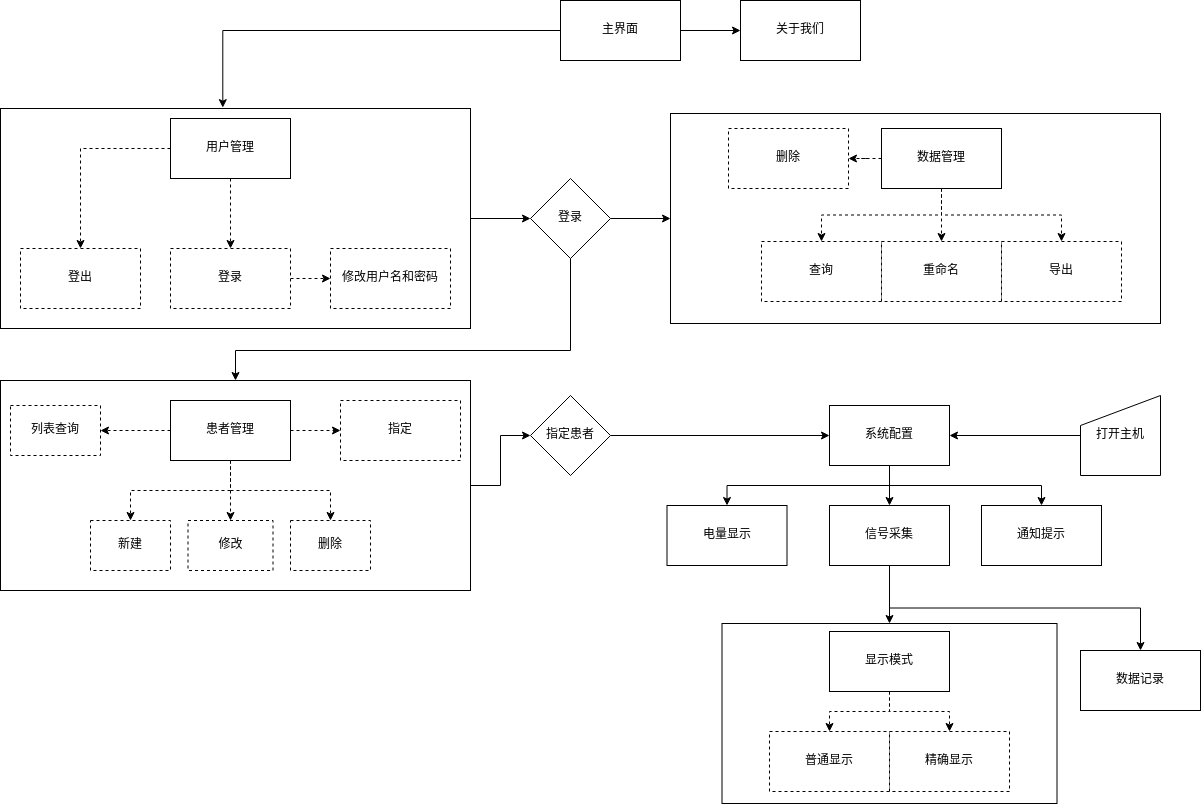 主界面
关于我们
用户管理
登出
登录
修改用户名和密码
登录
删除
数据管理
查询
重命名
导出
列表查询
患者管理
指定
新建
修改
删除
指定患者
系统配置
打开主机
电量显示
信号采集
通知提示
显示模式
数据记录
普通显示
精确显示